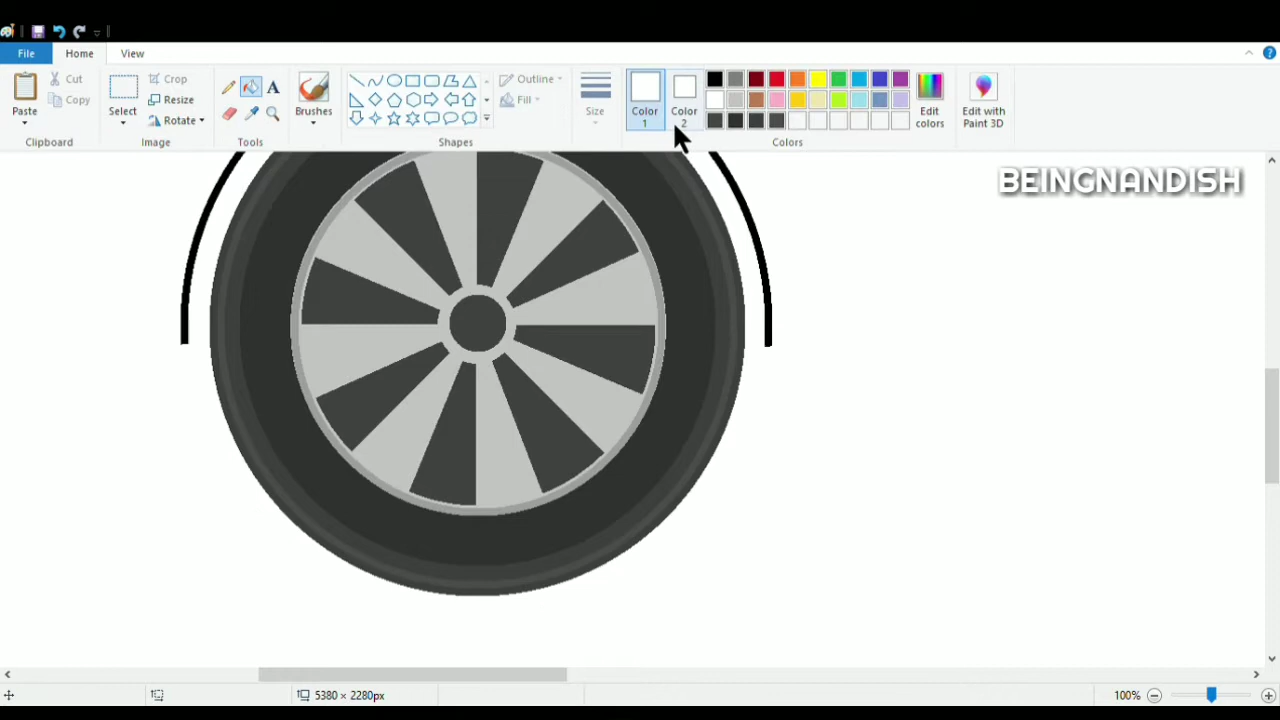 File Home View
Paste
Cut
Copy
Clipboard
Select
Crop
Resize
Rotate
Image
A
Tools
Brushes
Shapes
Outline
Fill
Size
Color
1
Color
2
Edit
colors
Colors
Edit with
Paint 3D
BEINGNANDISH
5380 × 2280px
100%